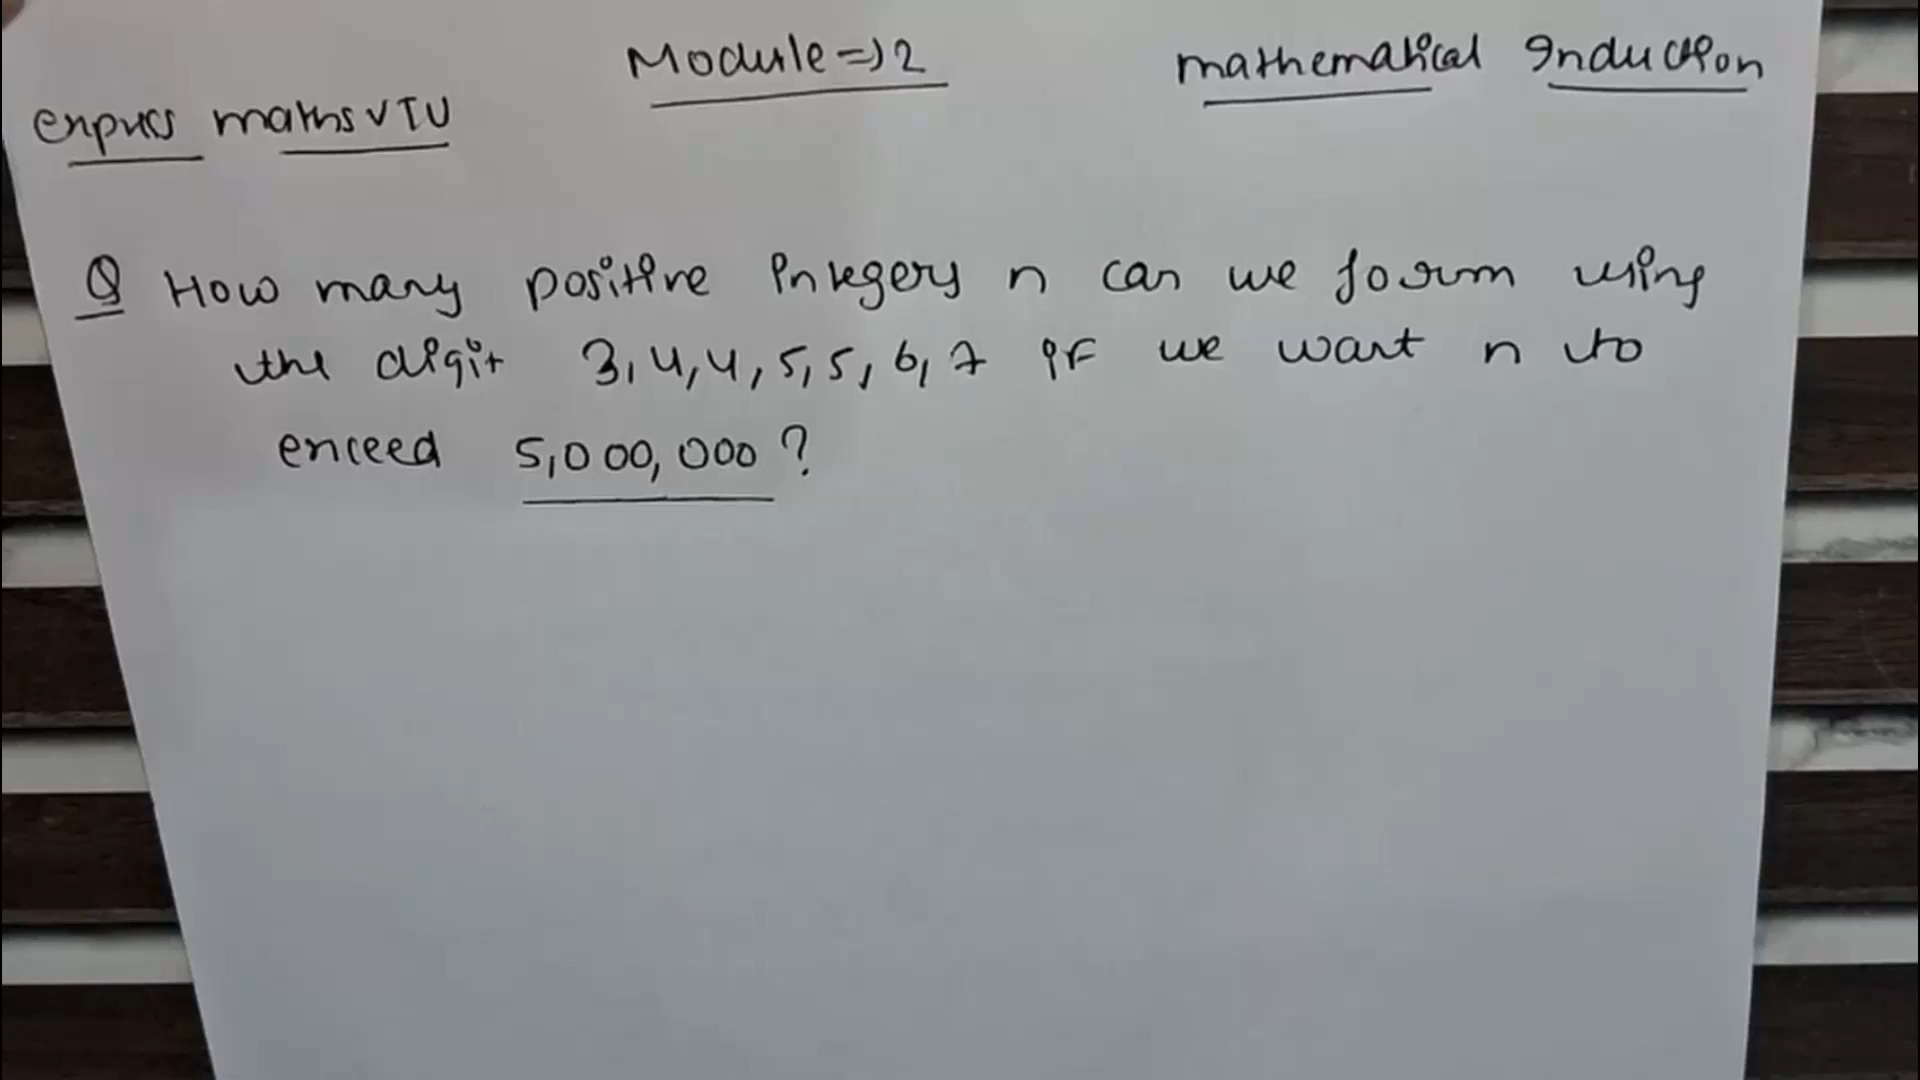 Module => 2
mathematical Induction
express maths VTU
Q How many positive integers n can we form using
the digit 3,4,4,5,5,6,7 if we want n to
exceed 5,000,000 ?